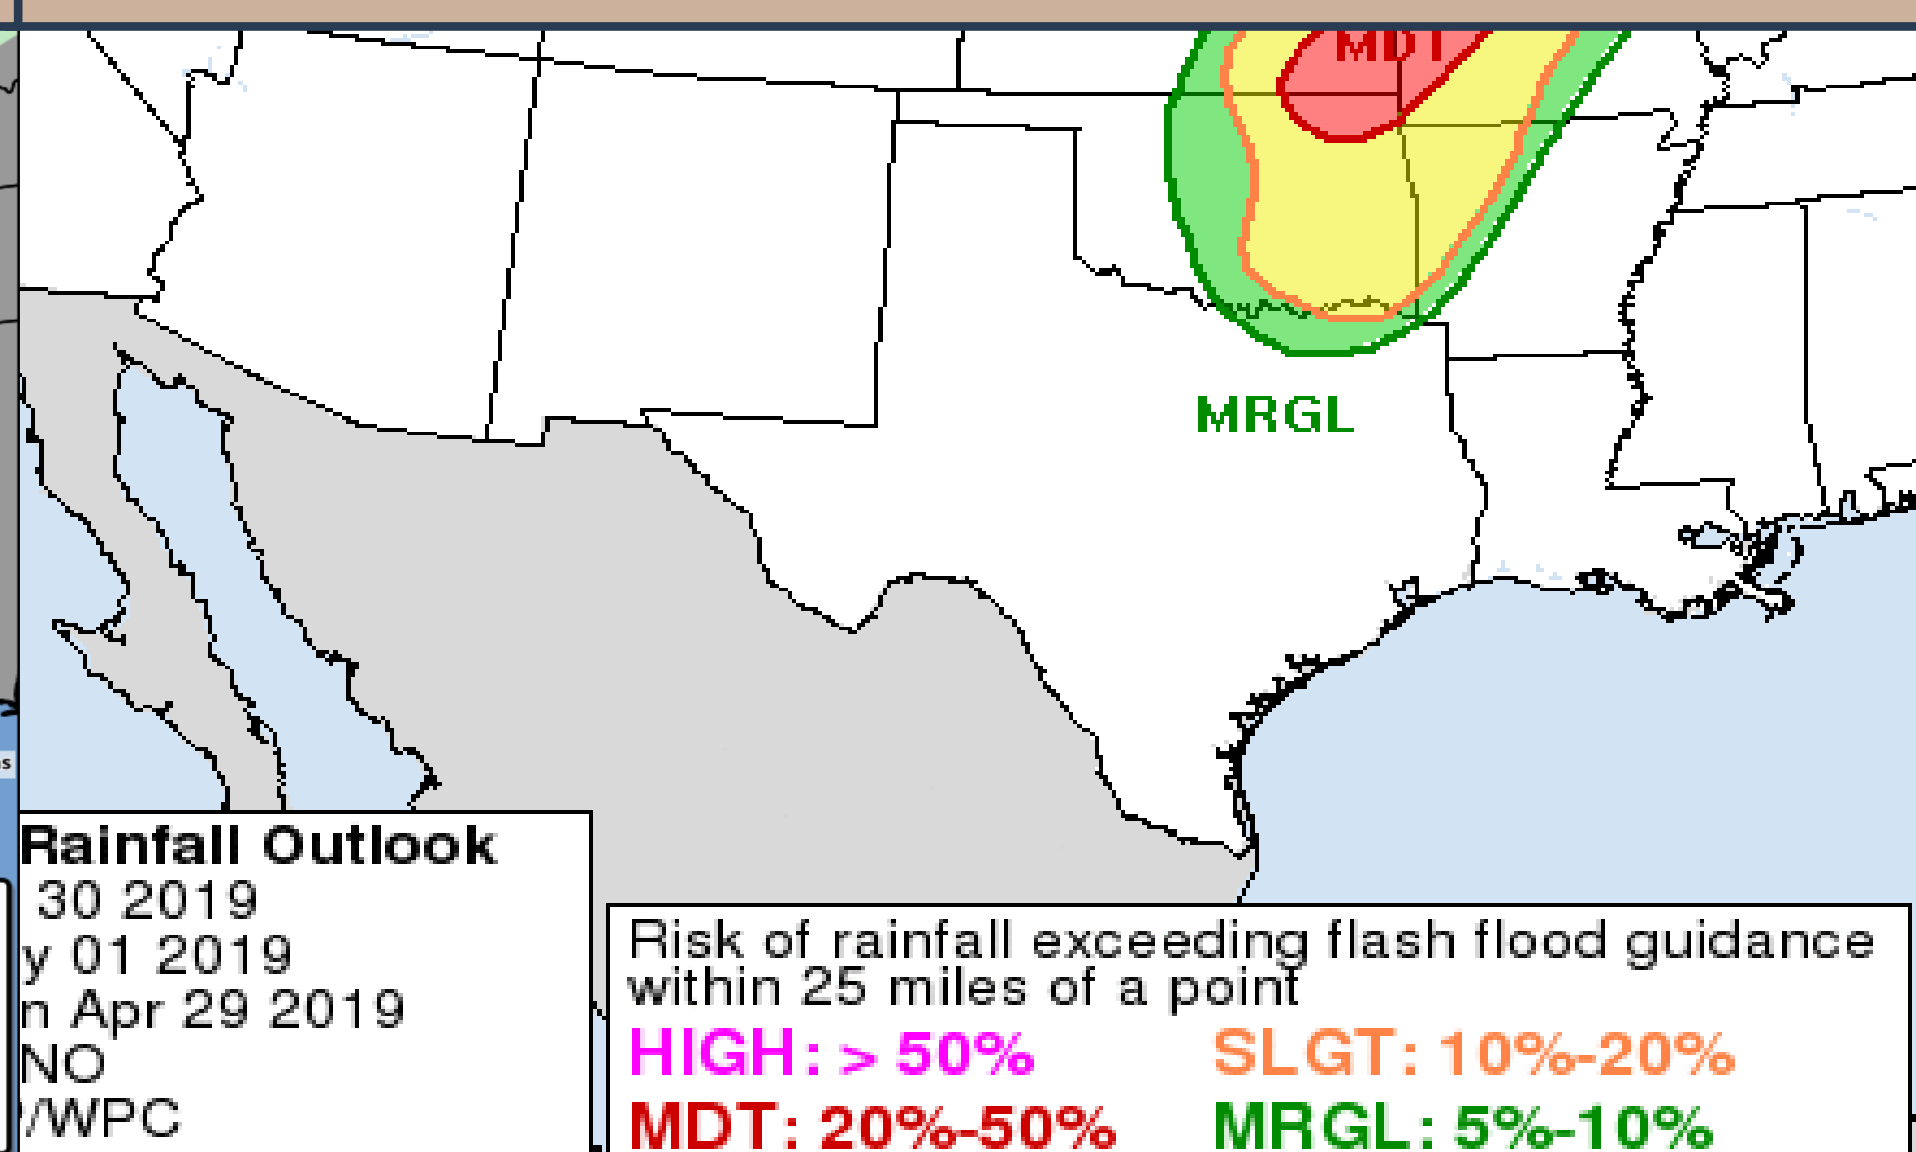 MDT
MRGL
s
Rainfall Outlook
30 2019
y 01 2019
n Apr 29 2019
NO
/WPC
Risk of rainfall exceeding flash flood guidance
within 25 miles of a point
HIGH: > 50%
SLGT: 10%-20%
MDT: 20%-50%
MRGL: 5%-10%